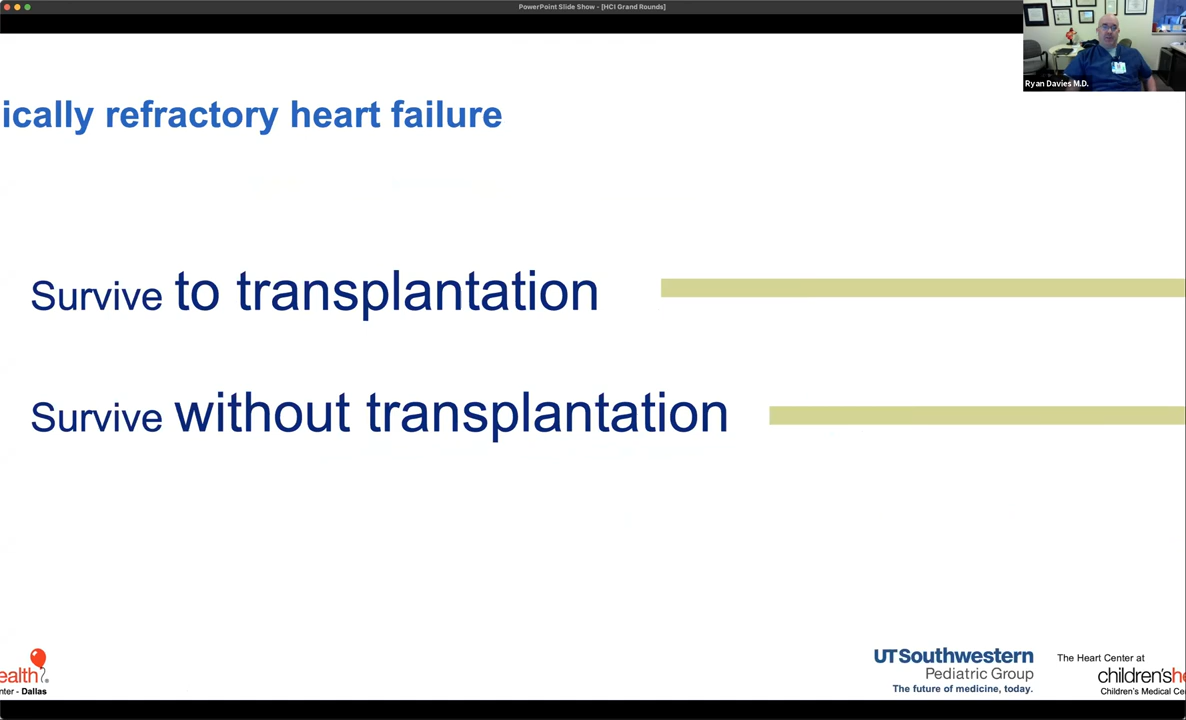 PowerPoint Slide Show - [HCI Grand Rounds]
Ryan Davies M.D.
ically refractory heart failure
Survive to transplantation
Survive without transplantation
ealth
nter - Dallas
UTSouthwestern
Pediatric Group
The future of medicine, today.
The Heart Center at
children'she
Children's Medical Ce